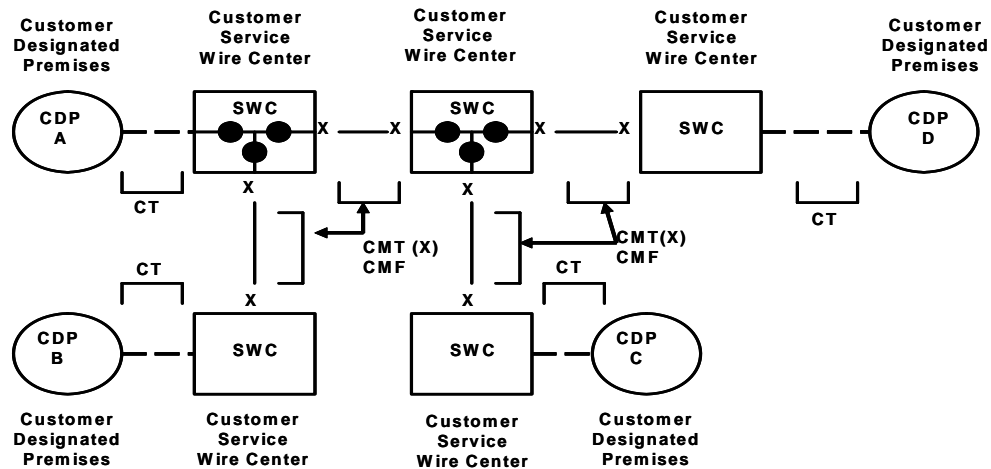 Customer
Designated
Premises
Customer
Service
Wire Center
Customer
Service
Wire Center
Customer
Service
Wire Center
Customer
Designated
Premises
CDP
A
SWC
X
X
SWC
X
X
SWC
CDP
D
X
X
CT
CT
CMT (X)
CMF
CMT(X)
CMF
CT
CT
X
X
CDP
B
SWC
SWC
CDP
C
Customer
Designated
Premises
Customer
Service
Wire Center
Customer
Service
Wire Center
Customer
Designated
Premises